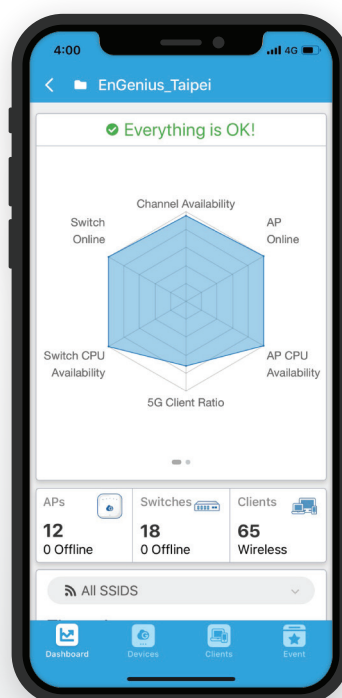 4:00
4G
EnGenius_Taipei
Everything is OK!
Channel Availability
Switch
Online
AP
Online
Switch CPU
Availability
AP CPU
Availability
5G Client Ratio
APs
12
0 Offline
Switches
18
0 Offline
Clients
65
Wireless
All SSIDS
Dashboard
Devices
Clients
Event